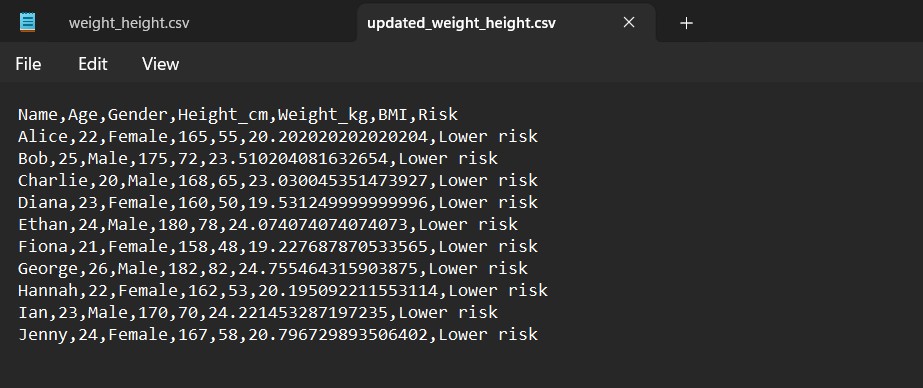 weight_height.csv
updated_weight_height.csv
File Edit View
Name,Age,Gender,Height_cm,Weight_kg,BMI,Risk
Alice,22,Female,165,55,20.202020202020204,Lower risk
Bob,25,Male,175,72,23.510204081632654,Lower risk
Charlie,20,Male,168,65,23.030045351473927,Lower risk
Diana,23,Female,160,50,19.531249999999996,Lower risk
Ethan,24,Male,180,78,24.074074074074073,Lower risk
Fiona,21,Female,158,48,19.227687870533565,Lower risk
George,26,Male,182,82,24.755464315903875,Lower risk
Hannah,22,Female,162,53,20.195092211553114,Lower risk
Ian,23,Male,170,70,24.221453287197235,Lower risk
Jenny,24,Female,167,58,20.796729893506402,Lower risk